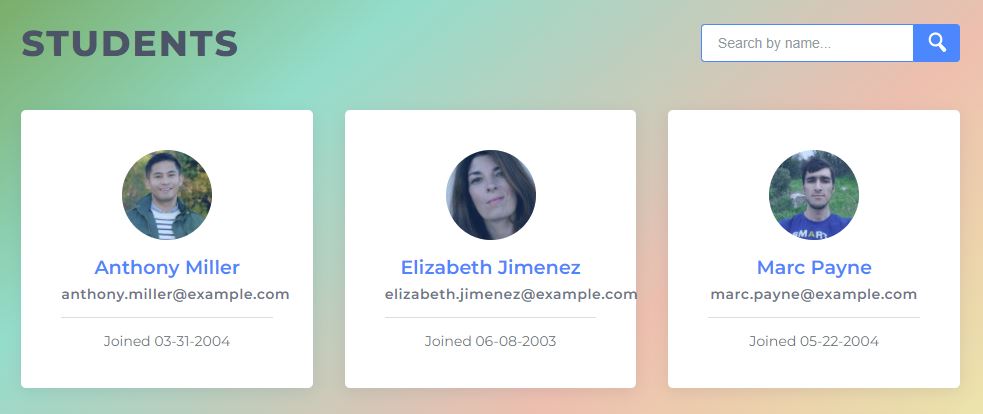 STUDENTS
Search by name...
Anthony Miller
anthony.miller@example.com
Joined 03-31-2004
Elizabeth Jimenez
elizabeth.jimenez@example.com
Joined 06-08-2003
Marc Payne
marc.payne@example.com
Joined 05-22-2004